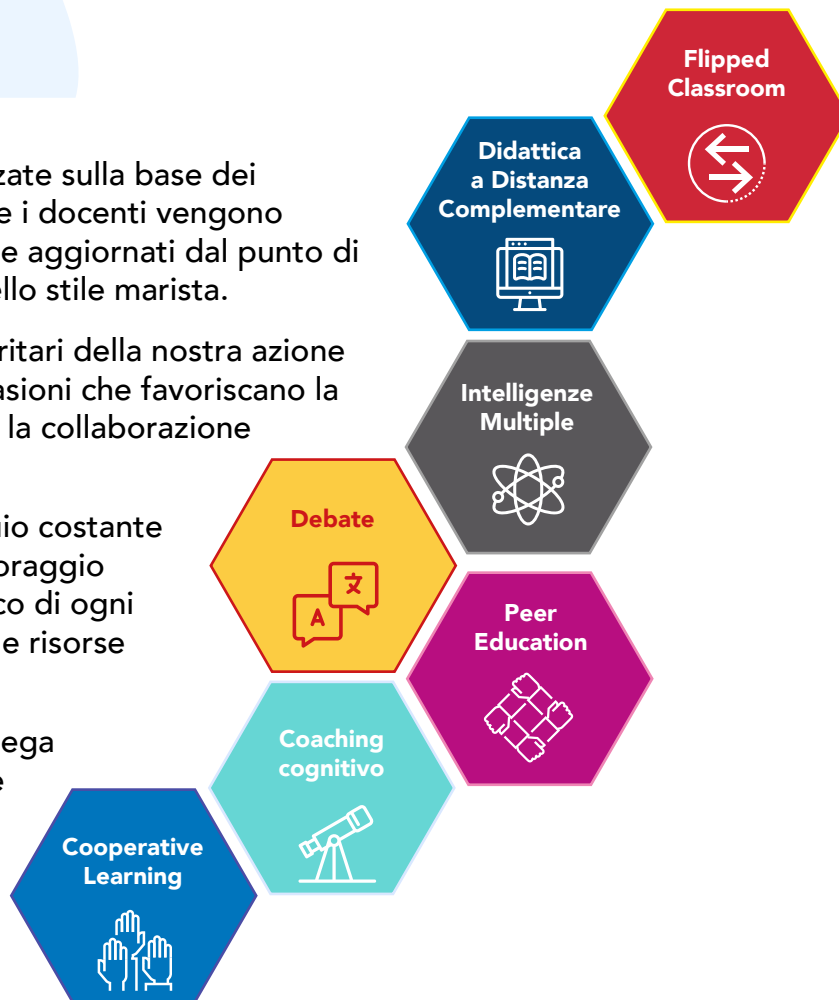 zate sulla base dei
e i docenti vengono
e aggiornati dal punto di
ello stile marista.
ritari della nostra azione
asioni che favoriscano la
la collaborazione
io costante
oraggio
co di ogni
e risorse
ega
e
Flipped
Classroom
Didattica
a Distanza
Complementare
Intelligenze
Multiple
Debate
文
A
Peer
Education
Coaching
cognitivo
Cooperative
Learning